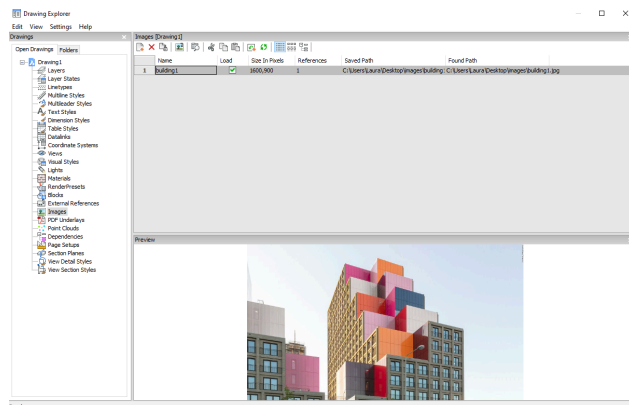 Drawing Explorer
Edit View Settings Help
Drawings
Open Drawings Folders
Drawing1
Layers
Layer States
Linetypes
Multiline Styles
Multileader Styles
Text Styles
Dimension Styles
Table Styles
Datalinks
Coordinate Systems
Views
Visual Styles
Lights
Materials
RenderPresets
Blocks
External References
Images
PDF Underlays
Point Clouds
Dependencies
Page Setups
Section Planes
View Detail Styles
View Section Styles
Images [Drawing1]
Name Load Size In Pixels References Saved Path Found Path
1 building1 1600,900 1 C:\Users\Laura\Desktop\images\building: C:\Users\Laura\Desktop\images\building1.jpg
Preview